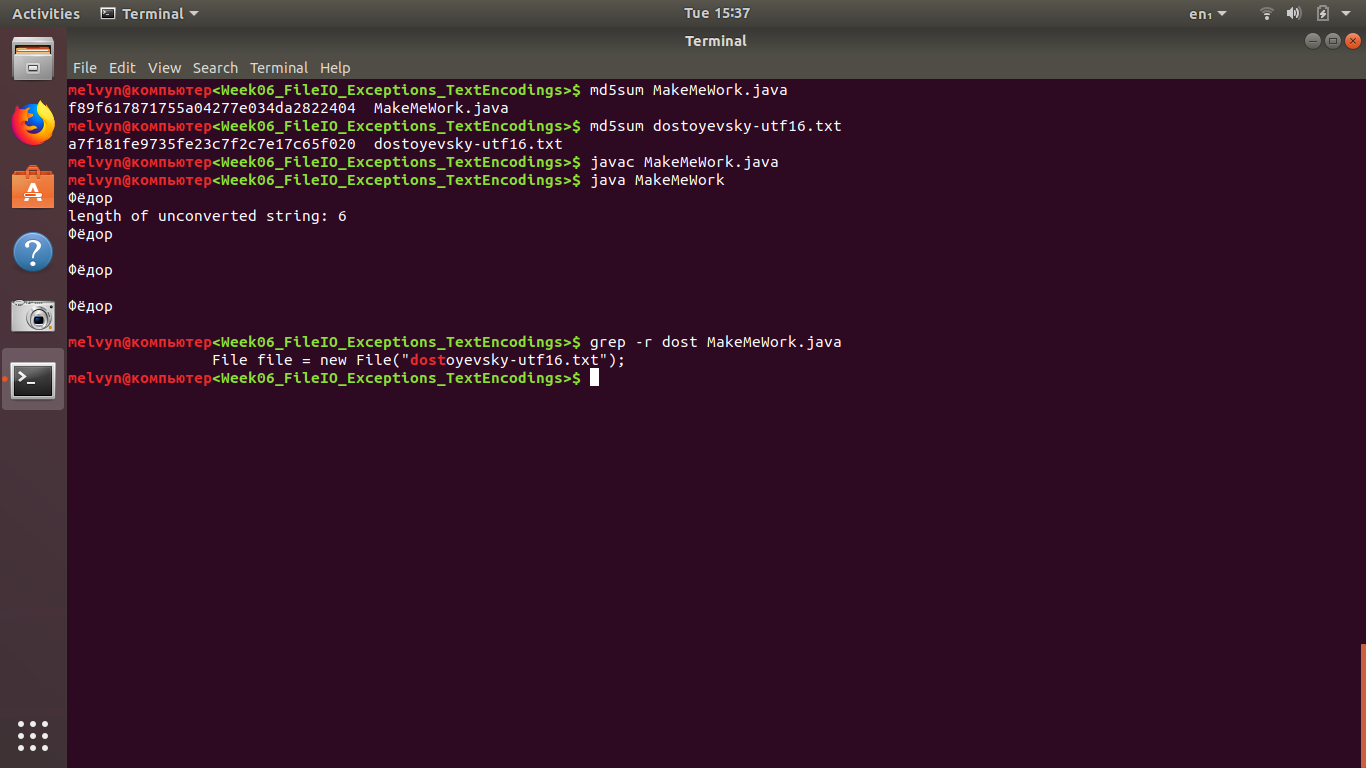 Activities Terminal Tue 15:37 en₁
Terminal
File Edit View Search Terminal Help
melvyn@компьютер<Week06_FileIO_Exceptions_TextEncodings>$ md5sum MakeMeWork.java
f89f617871755a04277e034da2822404  MakeMeWork.java
melvyn@компьютер<Week06_FileIO_Exceptions_TextEncodings>$ md5sum dostoyevsky-utf16.txt
a7f181fe9735fe23c7f2c7e17c65f020  dostoyevsky-utf16.txt
melvyn@компьютер<Week06_FileIO_Exceptions_TextEncodings>$ javac MakeMeWork.java
melvyn@компьютер<Week06_FileIO_Exceptions_TextEncodings>$ java MakeMeWork
Фёдор
length of unconverted string: 6
Фёдор
Фёдор
Фёдор
melvyn@компьютер<Week06_FileIO_Exceptions_TextEncodings>$ grep -r dost MakeMeWork.java
File file = new File("dostoyevsky-utf16.txt");
melvyn@компьютер<Week06_FileIO_Exceptions_TextEncodings>$